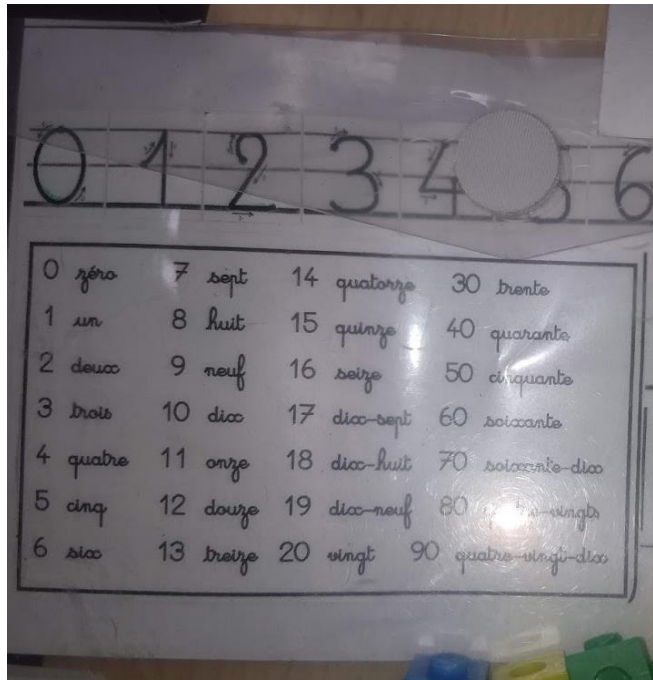 0 1 2 3 4 6
0 zéro 7 sept 14 quatorze 30 trente
1 un 8 huit 15 quinze 40 quarante
2 deux 9 neuf 16 seize 50 cinquante
3 trois 10 dix 17 dix-sept 60 soixante
4 quatre 11 onze 18 dix-huit 70 soixante-dix
5 cinq 12 douze 19 dix-neuf 80 quatre-vingts
6 six 13 treize 20 vingt 90 quatre-vingt-dix